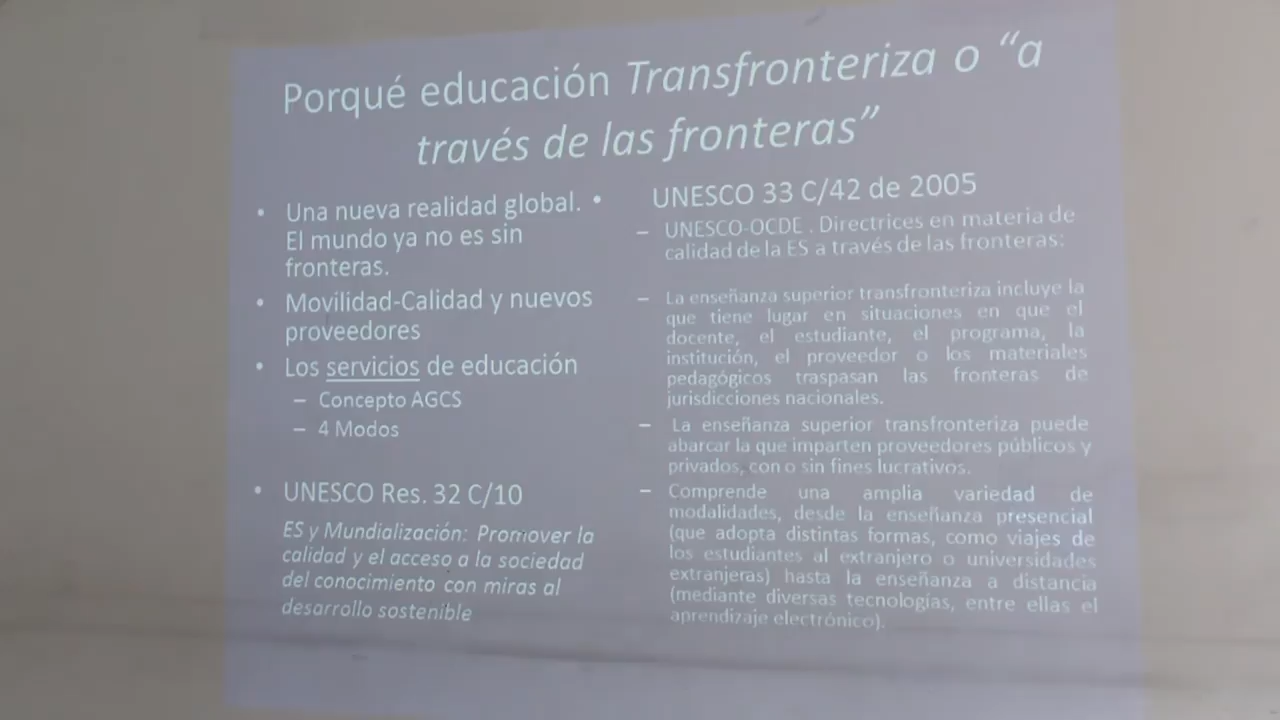 Porqué educación Transfronteriza o “a
través de las fronteras”
• Una nueva realidad global.
El mundo ya no es sin
fronteras.
• Movilidad-Calidad y nuevos
proveedores
• Los servicios de educación
– Concepto AGCS
– 4 Modos
• UNESCO Res. 32 C/10
ES y Mundialización: Promover la
calidad y el acceso a la sociedad
del conocimiento con miras al
desarrollo sostenible
• UNESCO 33 C/42 de 2005
– UNESCO-OCDE . Directrices en materia de
calidad de la ES a través de las fronteras:
– La enseñanza superior transfronteriza incluye la
que tiene lugar en situaciones en que el
docente, el estudiante, el programa, la
institución, el proveedor o los materiales
pedagógicos traspasan las fronteras de
jurisdicciones nacionales.
– La enseñanza superior transfronteriza puede
abarcar la que imparten proveedores públicos y
privados, con o sin fines lucrativos.
– Comprende una amplia variedad de
modalidades, desde la enseñanza presencial
(que adopta distintas formas, como viajes de
los estudiantes al extranjero o universidades
extranjeras) hasta la enseñanza a distancia
(mediante diversas tecnologías, entre ellas el
aprendizaje electrónico).